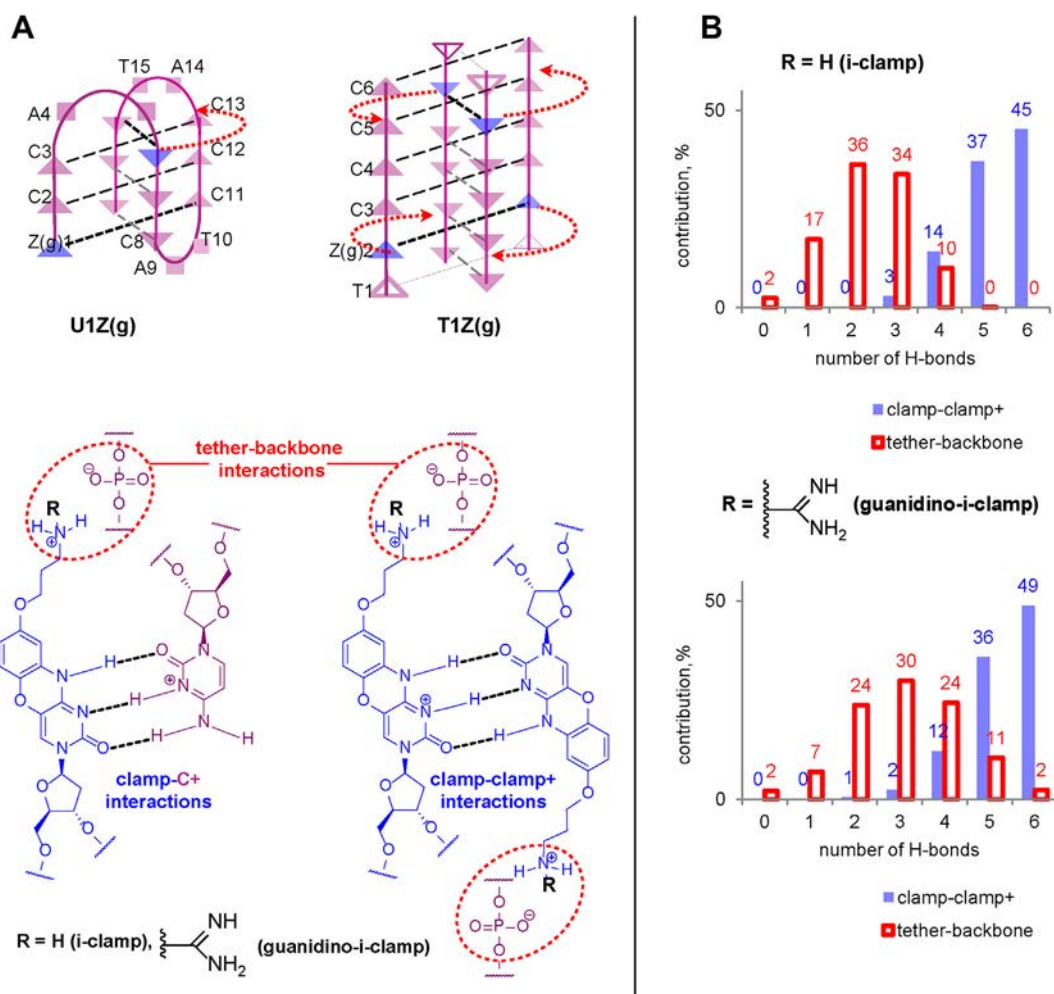 A
T15 A14
A4
C13
C3
C12
C2
C11
Z(g)1
C8
T10
A9
U1Z(g)
C6
C5
C4
C3
Z(g)2
T1
T1Z(g)
tether-backbone
interactions
R
H H
N
⊕
⊖
O-P=O
O
O
R
H H
N
⊕
⊖
O-P=O
O
O
O
O
O
O
N H O N
O N H N ⊕
N O H N H
H
clamp-C+
interactions
O
O
O
O
N H O N
O N ⊕ H N O
N O H N
clamp-clamp+
interactions
O
O
O
O
O
⊕
H N H
R
O ⊖
O=P-O
O
R = H (i-clamp), NH NH2 (guanidino-i-clamp)
B
R = H (i-clamp)
contribution, %
50
0
0 2 0 17 0 36 3 34 14 10 37 0 45 0
0 1 2 3 4 5 6
number of H-bonds
clamp-clamp+
tether-backbone
R = NH NH2 (guanidino-i-clamp)
contribution, %
50
0
0 2 0 7 1 24 2 30 12 24 36 11 49 2
0 1 2 3 4 5 6
number of H-bonds
clamp-clamp+
tether-backbone